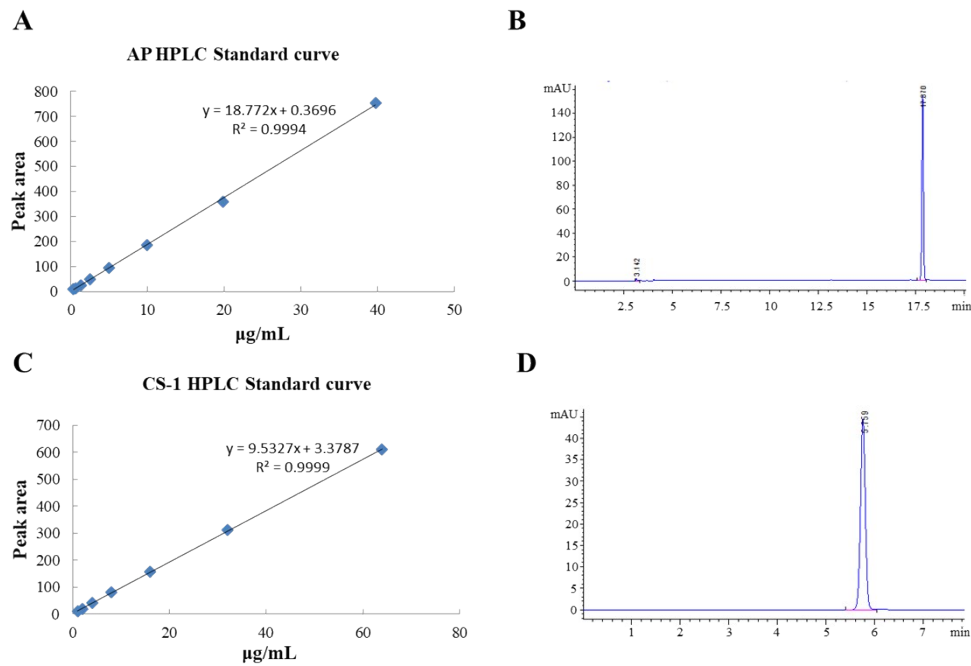 A
AP HPLC Standard curve
y = 18.772x + 0.3696
R² = 0.9994
Peak area
800
700
600
500
400
300
200
100
0
0 10 20 30 40 50
µg/mL
B
mAU
140
120
100
80
60
40
20
0
3.142
2.5 5 7.5 10 12.5 15 17.5 min
C
CS-1 HPLC Standard curve
y = 9.5327x + 3.3787
R² = 0.9999
Peak area
700
600
500
400
300
200
100
0
0 20 40 60 80
µg/mL
D
mAU
40
35
30
25
20
15
10
5
0
1 2 3 4 5 6 7 min